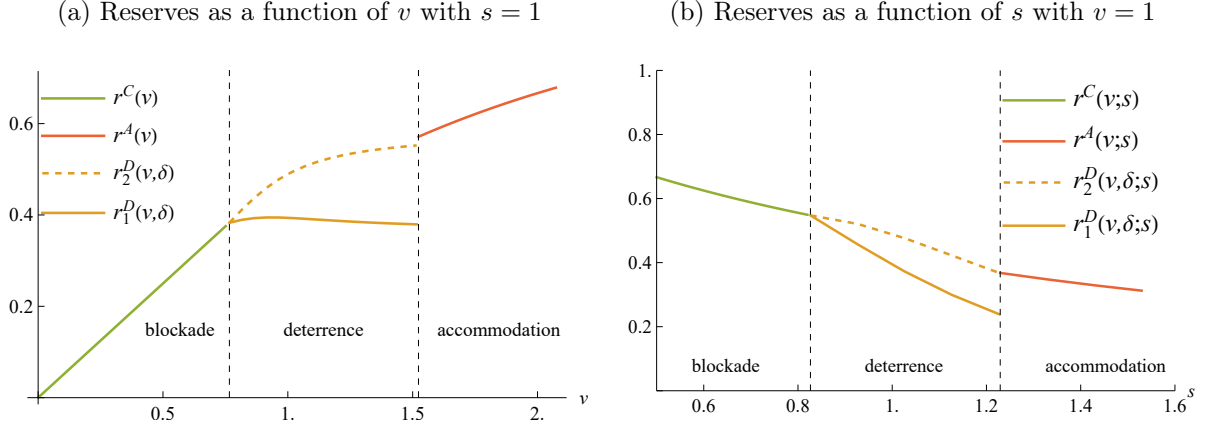 (a) Reserves as a function of v with s = 1
r^C(v)
r^A(v)
r_2^D(v,δ)
r_1^D(v,δ)
0.6
0.4
0.2
blockade
deterrence
accommodation
0.5
1.
1.5
2.
v
(b) Reserves as a function of s with v = 1
1.
0.8
0.6
0.4
0.2
r^C(v;s)
r^A(v;s)
r_2^D(v,δ;s)
r_1^D(v,δ;s)
blockade
deterrence
accommodation
0.6
0.8
1.
1.2
1.4
1.6
s